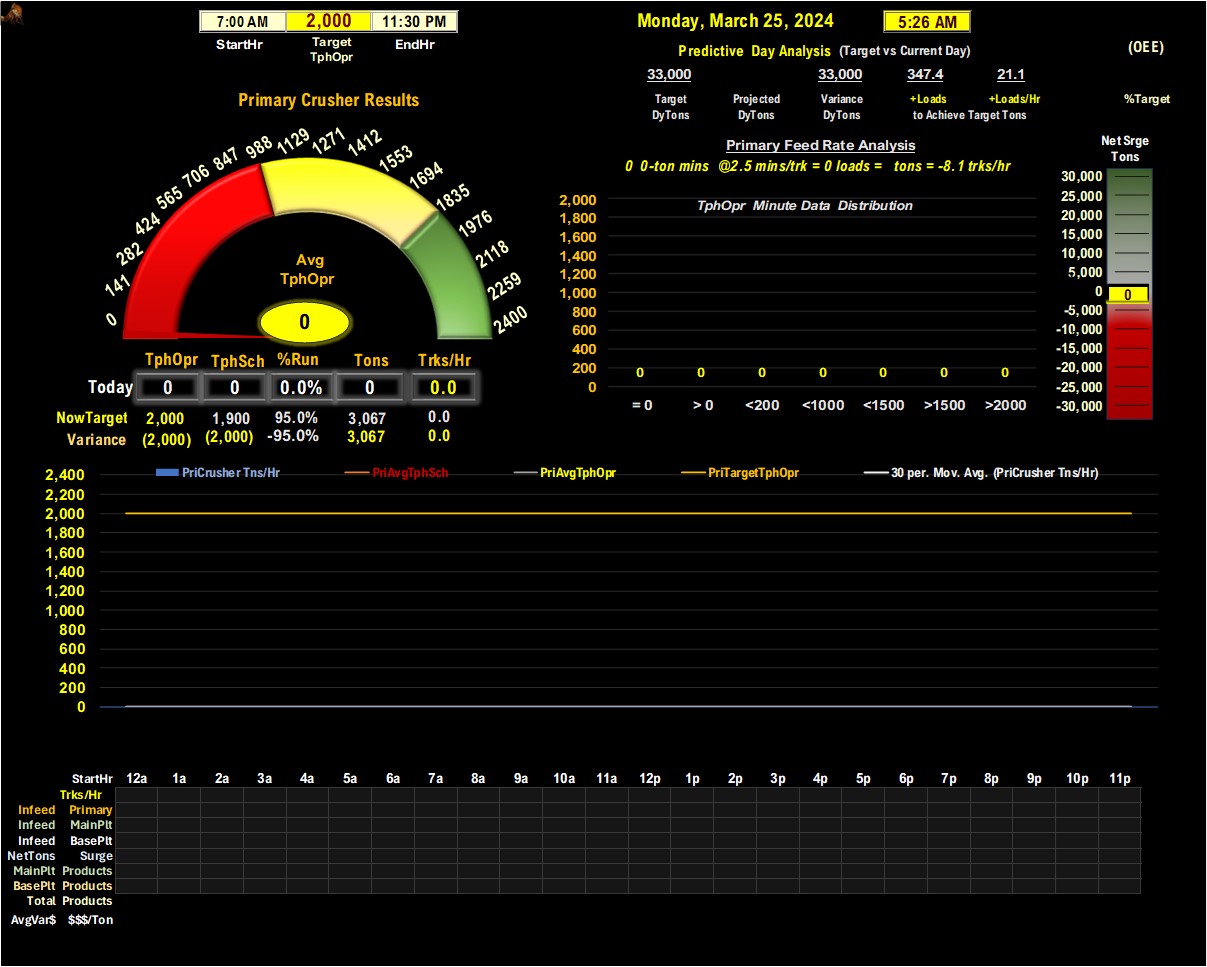 7:00 AM 2,000 11:30 PM
StartHr Target EndHr
TphOpr
Monday, March 25, 2024 5:26 AM
Predictive Day Analysis (Target vs Current Day)
(OEE)
33,000 33,000 347.4 21.1
Target Projected Variance +Loads +Loads/Hr
DyTons DyTons DyTons to Achieve Target Tons
%Target
Primary Crusher Results
0 141 282 424 565 706 847 988 1129 1271 1412 1553 1694 1835 1976 2118 2259 2400
Avg
TphOpr
0
Primary Feed Rate Analysis
0 0-ton mins @2.5 mins/trk = 0 loads = tons = -8.1 trks/hr
TphOpr Minute Data Distribution
2,000
1,800
1,600
1,400
1,200
1,000
800
600
400
200
0
0 0 0 0 0 0 0
= 0 > 0 <200 <1000 <1500 >1500 >2000
Net Srge
Tons
30,000
25,000
20,000
15,000
10,000
5,000
0 0
-5,000
-10,000
-15,000
-20,000
-25,000
-30,000
TphOpr TphSch %Run Tons Trks/Hr
Today 0 0 0.0% 0 0.0
NowTarget 2,000 1,900 95.0% 3,067 0.0
Variance (2,000) (2,000) -95.0% 3,067 0.0
PriCrusher Tns/Hr PriAvgTphSch PriAvgTphOpr PriTargetTphOpr 30 per. Mov. Avg. (PriCrusher Tns/Hr)
2,400
2,200
2,000
1,800
1,600
1,400
1,200
1,000
800
600
400
200
0
StartHr 12a 1a 2a 3a 4a 5a 6a 7a 8a 9a 10a 11a 12p 1p 2p 3p 4p 5p 6p 7p 8p 9p 10p 11p
Trks/Hr
Infeed Primary
Infeed MainPlt
Infeed BasePlt
NetTons Surge
MainPlt Products
BasePlt Products
Total Products
AvgVar$ $$$/Ton